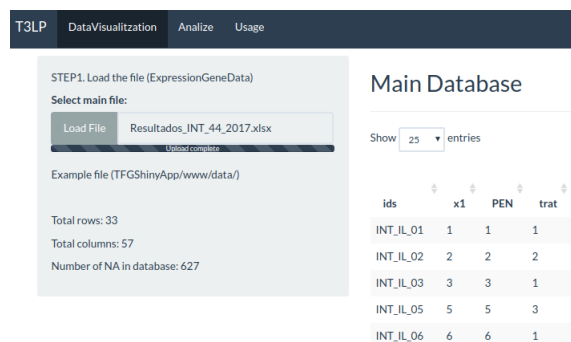 T3LP DataVisualitzation Analize Usage
STEP1. Load the file (ExpressionGeneData)
Select main file:
Load File Resultados_INT_44_2017.xlsx
Upload complete
Example file (TFGShinyApp/www/data/)
Total rows: 33
Total columns: 57
Number of NA in database: 627
Main Database
Show 25 entries
ids x1 PEN trat
INT_IL_01 1 1 1
INT_IL_02 2 2 2
INT_IL_03 3 3 1
INT_IL_05 5 5 3
INT_IL_06 6 6 1